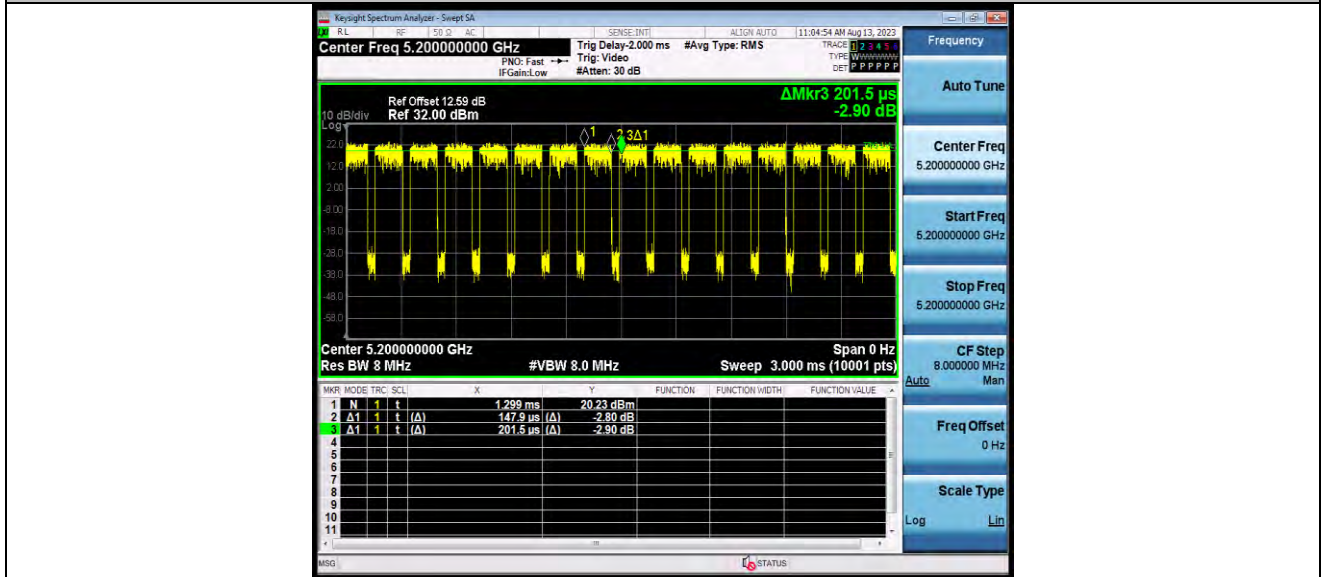 Keysight Spectrum Analyzer - Swept SA
RL RF 50 Ω AC SENSE:INT ALIGN AUTO 11:04:54 AM Aug 13, 2023
Center Freq 5.200000000 GHz
PNO: Fast
IFGain:Low
Trig Delay-2.000 ms
Trig: Video
#Atten: 30 dB
#Avg Type: RMS
TRACE 1 2 3 4 5 6
TYPE
DET P P P P P P
ΔMkr3 201.5 µs
-2.90 dB
Ref Offset 12.59 dB
Ref 32.00 dBm
10 dB/div
Log
22.0
12.0
2.00
-8.00
-18.0
-28.0
-38.0
-48.0
-58.0
1
2 3Δ1
Center 5.200000000 GHz Span 0 Hz
Res BW 8 MHz #VBW 8.0 MHz Sweep 3.000 ms (10001 pts)
MKR MODE TRC SCL X Y FUNCTION FUNCTION WIDTH FUNCTION VALUE
1 N 1 t 1.299 ms 20.23 dBm
2 Δ1 1 t (Δ) 147.9 µs (Δ) -2.80 dB
3 Δ1 1 t (Δ) 201.5 µs (Δ) -2.90 dB
4
5
6
7
8
9
10
11
MSG STATUS
Frequency
Auto Tune
Center Freq
5.200000000 GHz
Start Freq
5.200000000 GHz
Stop Freq
5.200000000 GHz
CF Step
8.000000 MHz
Auto Man
Freq Offset
0 Hz
Scale Type
Log Lin